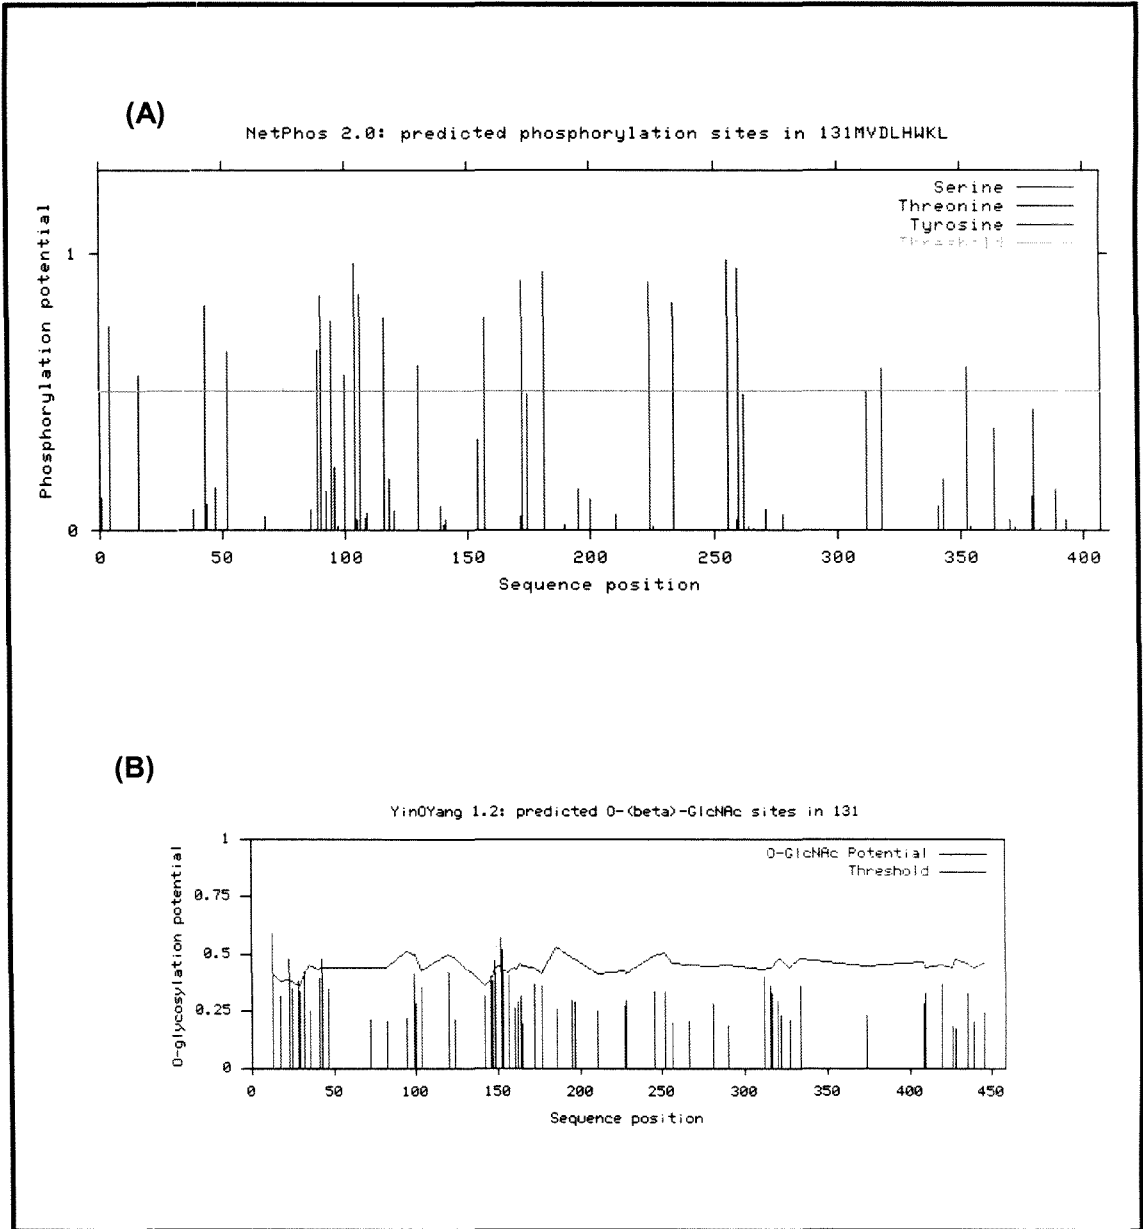 (A)
NetPhos 2.0: predicted phosphorylation sites in 131MVDLHWKL
Phosphorylation potential
Serine
Threonine
Tyrosine
Threshold
1
0
0 50 100 150 200 250 300 350 400
Sequence position
(B)
YinOYang 1.2: predicted O-(beta)-GlcNAc sites in 131
O-glycosylation potential
O-GlcNAc Potential
Threshold
1
0.75
0.5
0.25
0
0 50 100 150 200 250 300 350 400 450
Sequence position